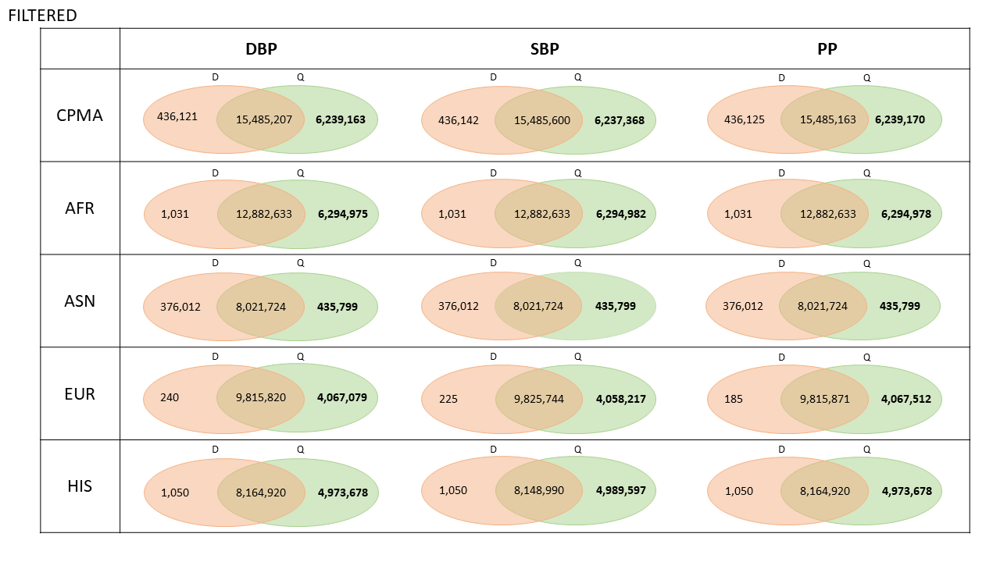 FILTERED
DBP SBP PP
D Q D Q D Q
CPMA 436,121 15,485,207 6,239,163 436,142 15,485,600 6,237,368 436,125 15,485,163 6,239,170
D Q D Q D Q
AFR 1,031 12,882,633 6,294,975 1,031 12,882,633 6,294,982 1,031 12,882,633 6,294,978
D Q D Q D Q
ASN 376,012 8,021,724 435,799 376,012 8,021,724 435,799 376,012 8,021,724 435,799
D Q D Q D Q
EUR 240 9,815,820 4,067,079 225 9,825,744 4,058,217 185 9,815,871 4,067,512
D Q D Q D Q
HIS 1,050 8,164,920 4,973,678 1,050 8,148,990 4,989,597 1,050 8,164,920 4,973,678